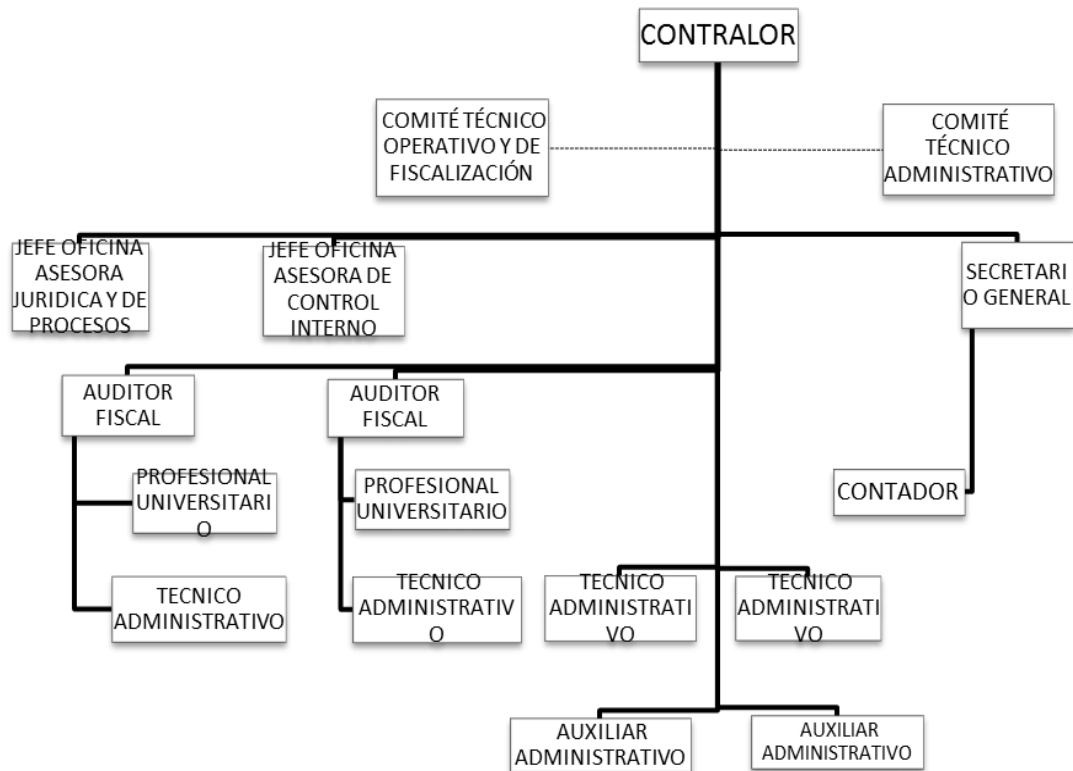 CONTRALOR
COMITÉ TÉCNICO
OPERATIVO Y DE
FISCALIZACIÓN
COMITÉ
TÉCNICO
ADMINISTRATIVO
JEFE OFICINA
ASESORA
JURIDICA Y DE
PROCESOS
JEFE OFICINA
ASESORA DE
CONTROL
INTERNO
SECRETARI
O GENERAL
AUDITOR
FISCAL
AUDITOR
FISCAL
PROFESIONAL
UNIVERSITARI
O
PROFESIONAL
UNIVERSITARIO
CONTADOR
TECNICO
ADMINISTRATIVO
TECNICO
ADMINISTRATIV
O
TECNICO
ADMINISTRATI
VO
TECNICO
ADMINISTRATI
VO
AUXILIAR
ADMINISTRATIVO
AUXILIAR
ADMINISTRATIVO